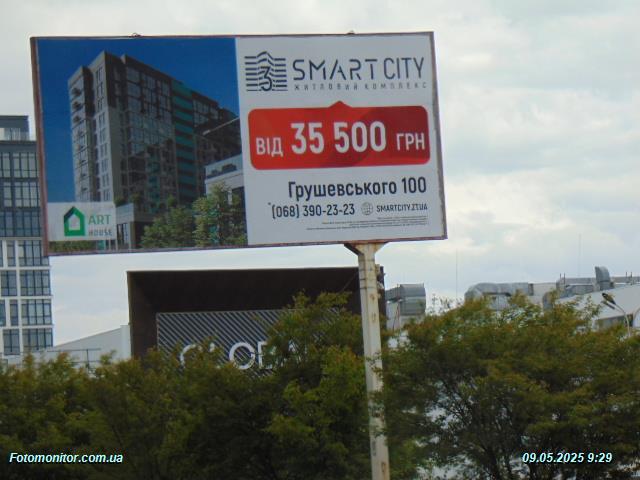 3
SMART CITY
ЖИТЛОВИЙ КОМПЛЕКС
ВІД 35 500 ГРН
Грушевського 100
*(068) 390-23-23 SMARTCITY.ZT.UA
ART
HOUSE
Fotomonitor.com.ua
09.05.2025 9:29